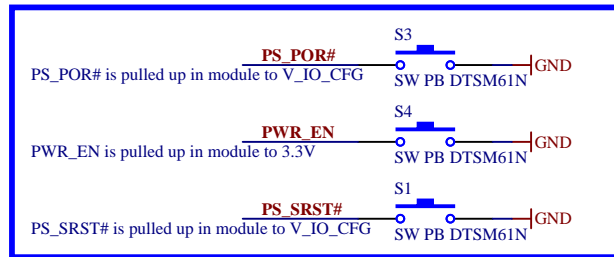 S3
PS_POR#
GND
PS_POR# is pulled up in module to V_IO_CFG
SW PB DTSM61N
S4
PWR_EN
GND
PWR_EN is pulled up in module to 3.3V
SW PB DTSM61N
S1
PS_SRST#
GND
PS_SRST# is pulled up in module to V_IO_CFG
SW PB DTSM61N